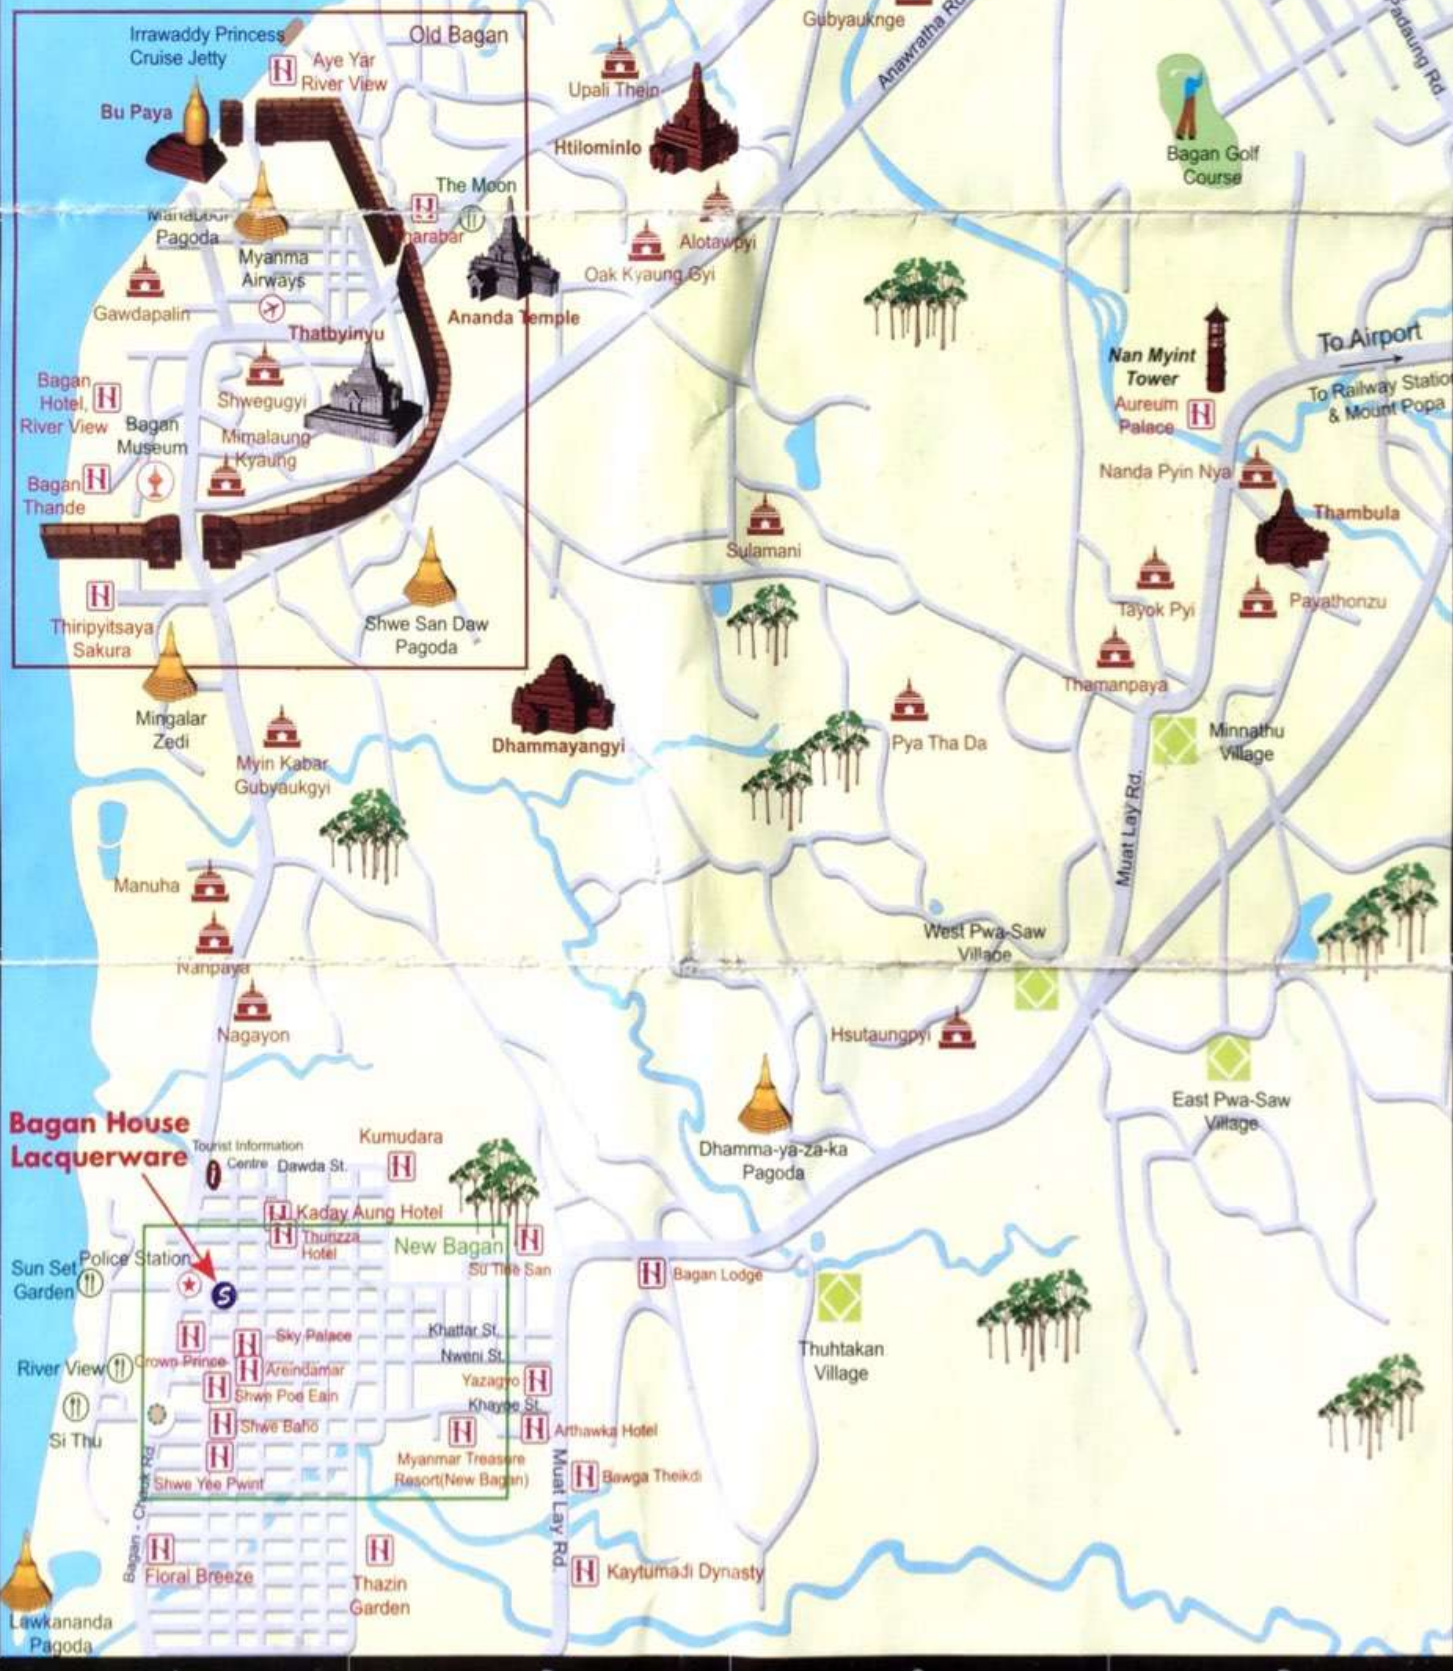 Gubyauknge
Anawratha Rd
Padaung Rd.
Irrawaddy Princess
Cruise Jetty
Old Bagan
Aye Yar
River View
Bu Paya
Upali Thein
Htilominlo
Bagan Golf
Course
The Moon
Tharabar
Pagoda
Myanma
Airways
Alotawpyi
Oak Kyaung Gyi
Gawdapalin
Ananda Temple
Thatbyinyu
Nan Myint
Tower
To Airport
To Railway Station
& Mount Popa
Bagan
Hotel,
River View
Shwegugyi
Aureum
Palace
Bagan
Museum
Mimalaung
Kyaung
Nanda Pyin Nya
Bagan
Thande
Thambula
Sulamani
Tayok Pyi
Payathonzu
Thiripyitsaya
Sakura
Shwe San Daw
Pagoda
Thamanpaya
Mingalar
Zedi
Dhammayangyi
Pya Tha Da
Minnathu
Village
Myin Kabar
Gubyaukgyi
Muat Lay Rd.
Manuha
Nanpaya
West Pwa-Saw
Village
Nagayon
Hsutaungpyi
East Pwa-Saw
Village
Bagan House
Lacquerware
Tourist Information
Centre
Dawda St.
Kumudara
Dhamma-ya-za-ka
Pagoda
Kaday Aung Hotel
Thunzza
Hotel
New Bagan
Police Station
Sun Set
Garden
S
Su Tine San
Bagan Lodge
Khattar St.
Sky Palace
Nweni St.
Crown Prince
River View
Areindamar
Yazagyo
Thuhtakan
Village
Shwe Poe Eain
Khayee St.
Si Thu
Shwe Baho
Arthawka Hotel
Myanmar Treasure
Resort(New Bagan)
Shwe Yee Pwint
Bawga Theikdi
Bagan - Chauk Rd.
Muat Lay Rd.
Floral Breeze
Thazin
Garden
Kaytumadi Dynasty
Lawkananda
Pagoda